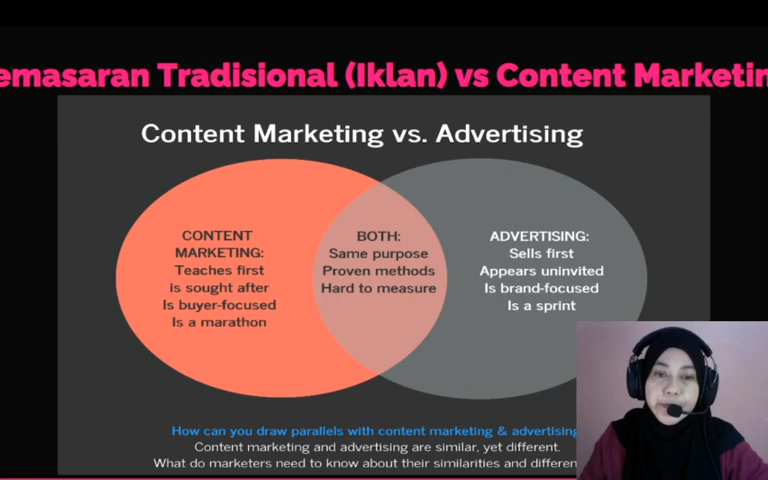 emasaran Tradisional (Iklan) vs Content Marketin
Content Marketing vs. Advertising
CONTENT
MARKETING:
Teaches first
is sought after
Is buyer-focused
Is a marathon
BOTH:
Same purpose
Proven methods
Hard to measure
ADVERTISING:
Sells first
Appears uninvited
Is brand-focused
Is a sprint
How can you draw parallels with content marketing & advertising
Content marketing and advertising are similar, yet different.
What do marketers need to know about their similarities and differen